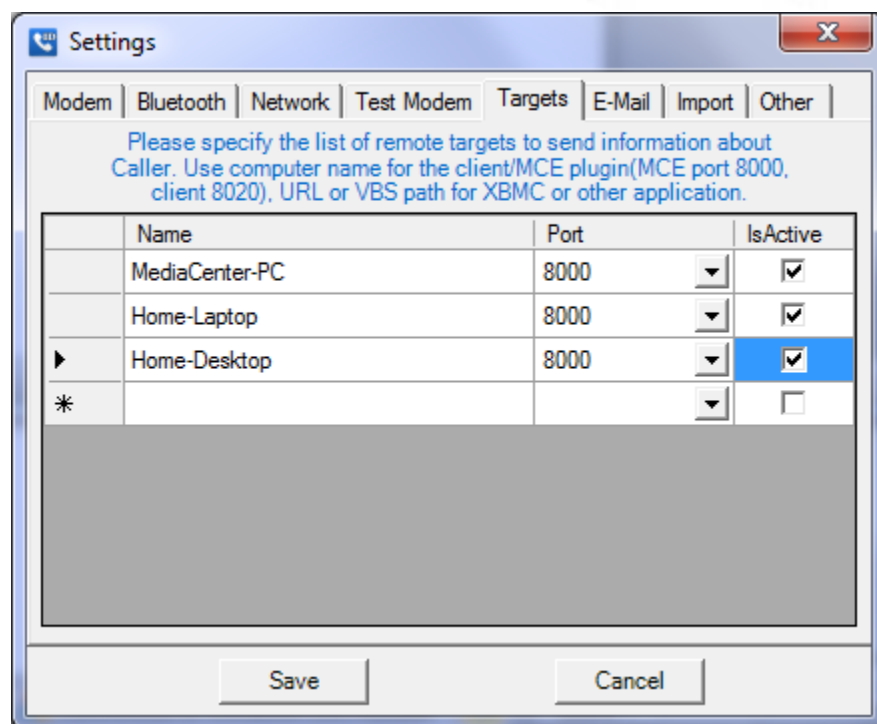 Settings
Modem Bluetooth Network Test Modem Targets E-Mail Import Other
Please specify the list of remote targets to send information about
Caller. Use computer name for the client/MCE plugin(MCE port 8000,
client 8020), URL or VBS path for XBMC or other application.
Name Port IsActive
MediaCenter-PC 8000
Home-Laptop 8000
Home-Desktop 8000
Save Cancel